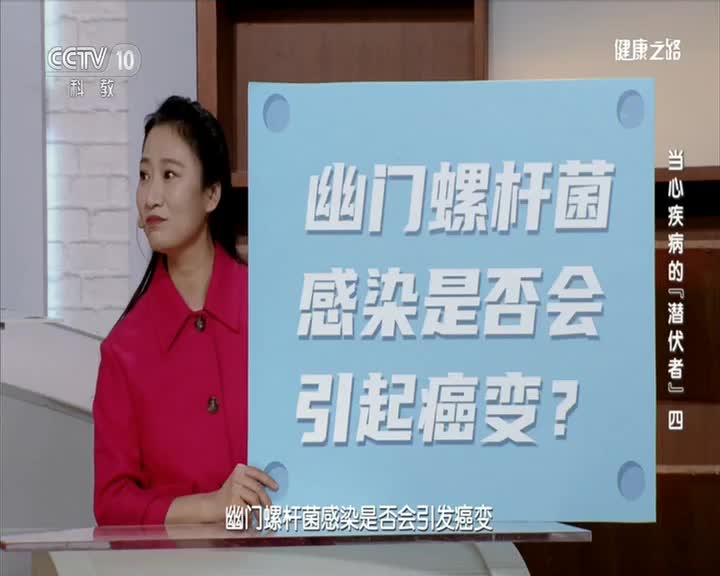 CCTV 10
科教
健康之路
幽门螺杆菌
感染是否会
引起癌变？
当心疾病的『潜伏者』四
幽门螺杆菌感染是否会引发癌变